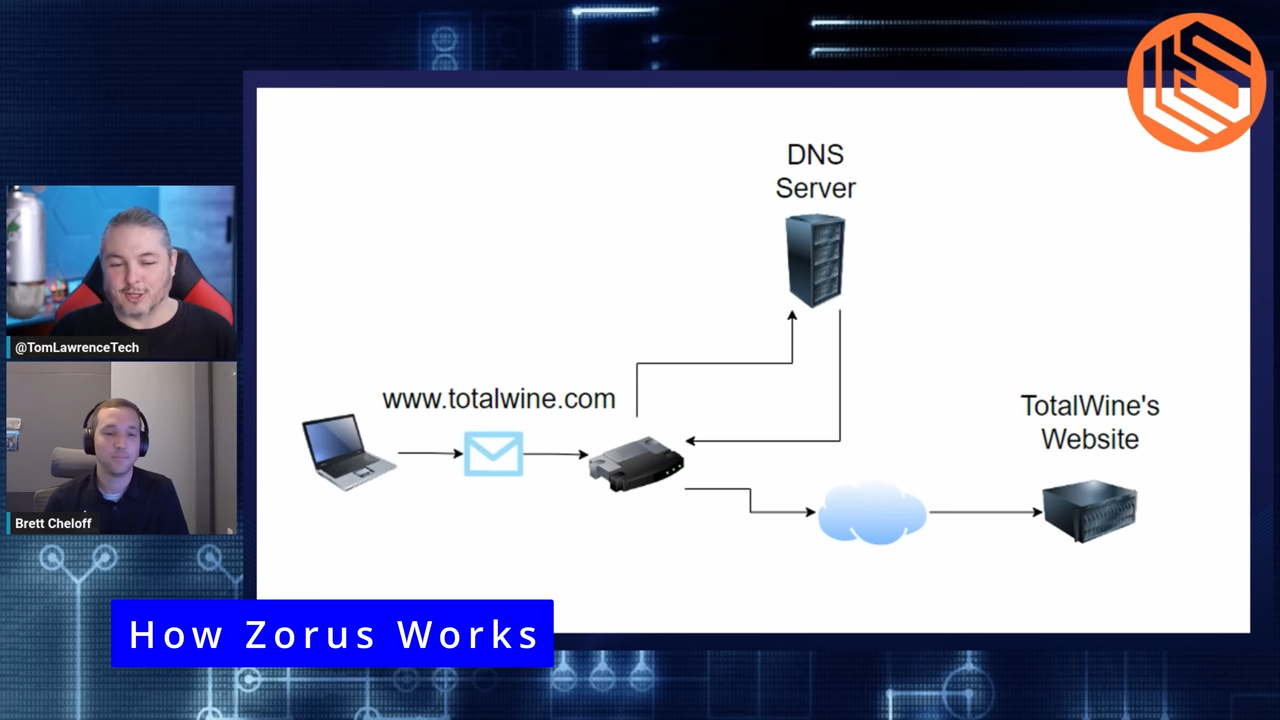 DNS
Server
www.totalwine.com
TotalWine's
Website
@TomLawrenceTech
Brett Cheloff
How Zorus Works